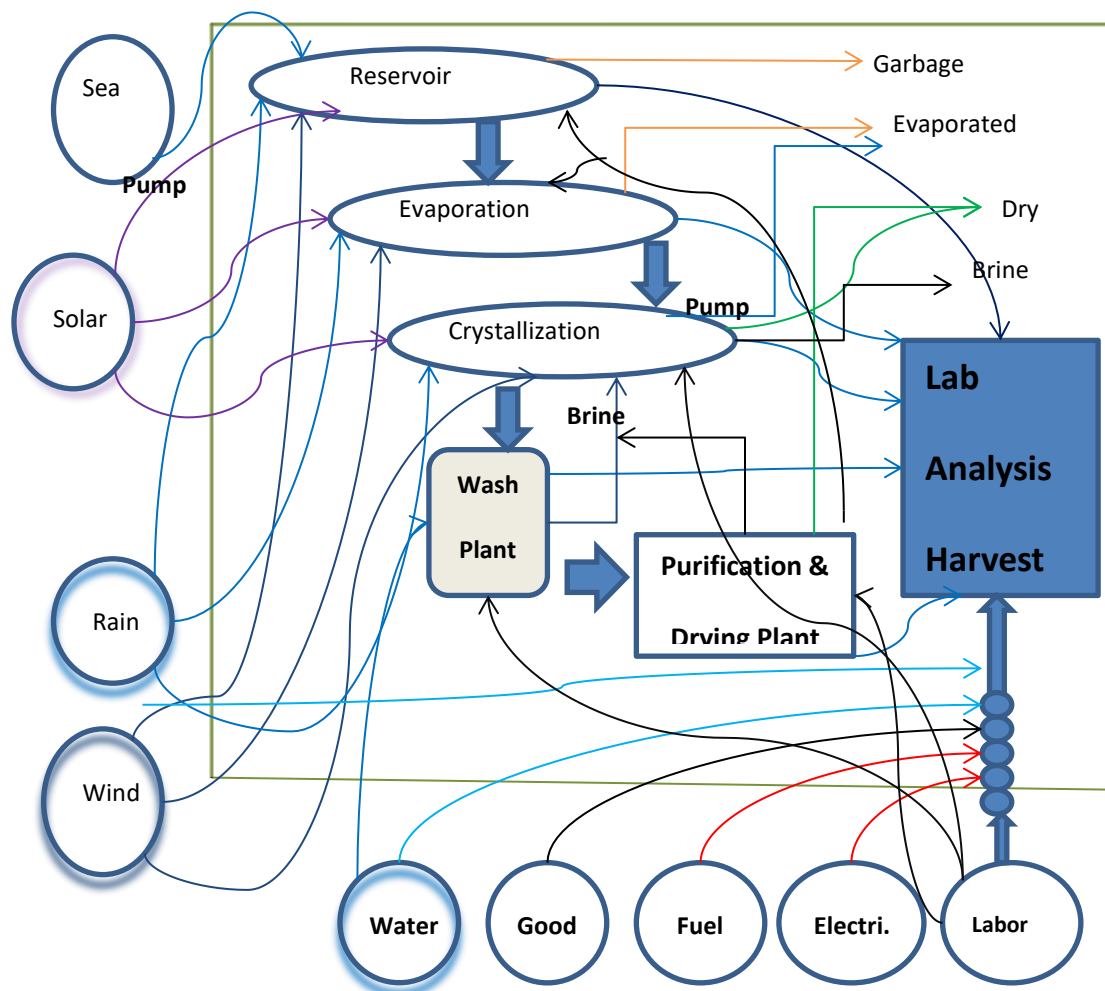 Reservoir
Garbage
Sea
Evaporated
Pump
Evaporation
Dry
Brine
Solar
Pump
Crystallization
Lab
Brine
Wash
Analysis
Plant
Harvest
Purification &
Rain
Drying Plant
Wind
Water
Good
Fuel
Electri.
Labor